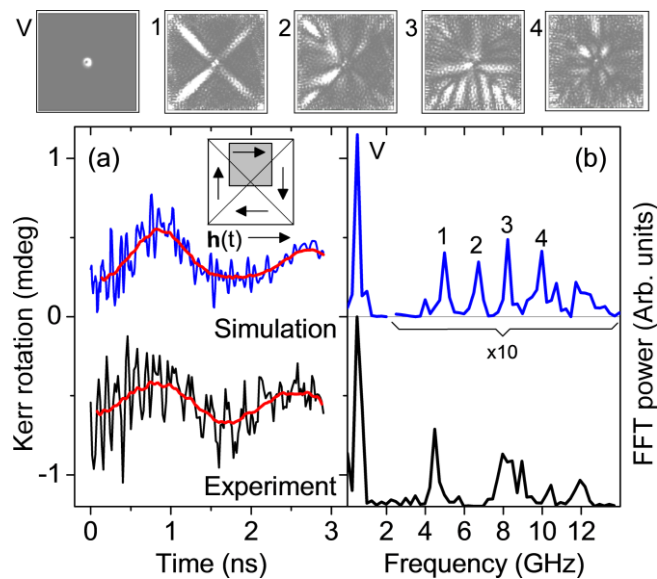 V 1 2 3 4
(a) V (b)
1
h(t)
1 2 3 4
0
Simulation
x10
-1
Experiment
0 1 2 3 2 4 6 8 10 12
Time (ns) Frequency (GHz)
Kerr rotation (mdeg)
FFT power (Arb. units)